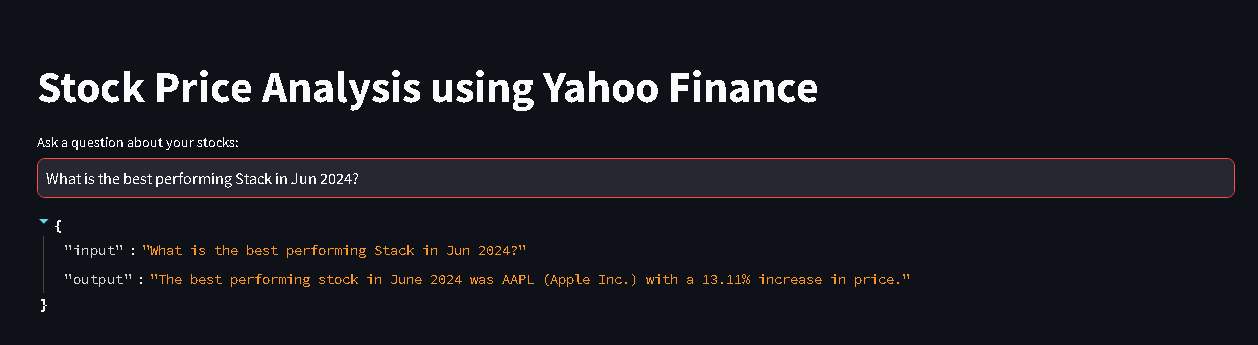 Stock Price Analysis using Yahoo Finance
Ask a question about your stocks:
What is the best performing Stack in Jun 2024?
{
"input" : "What is the best performing Stack in Jun 2024?"
"output" : "The best performing stock in June 2024 was AAPL (Apple Inc.) with a 13.11% increase in price."
}